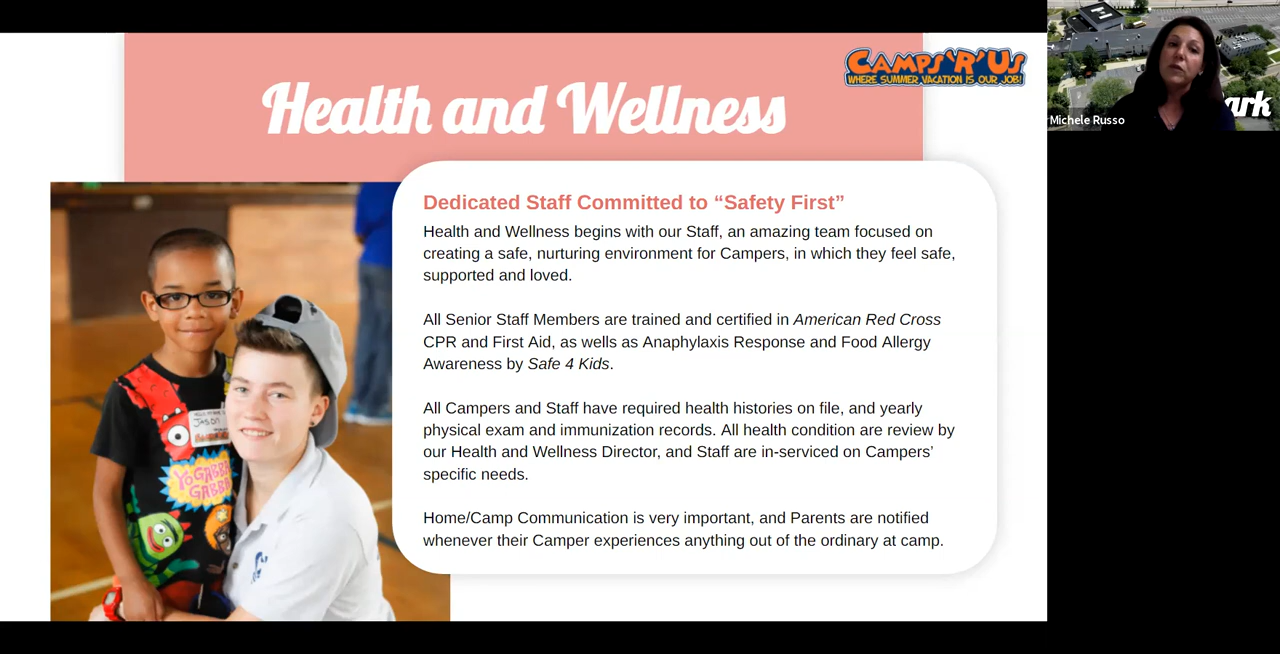 CAMPS 'R' US
WHERE SUMMER VACATION IS OUR JOB!
Health and Wellness
ark
Michele Russo
Dedicated Staff Committed to “Safety First”
Health and Wellness begins with our Staff, an amazing team focused on
creating a safe, nurturing environment for Campers, in which they feel safe,
supported and loved.
All Senior Staff Members are trained and certified in American Red Cross
CPR and First Aid, as wells as Anaphylaxis Response and Food Allergy
Awareness by Safe 4 Kids.
All Campers and Staff have required health histories on file, and yearly
physical exam and immunization records. All health condition are review by
our Health and Wellness Director, and Staff are in-serviced on Campers’
specific needs.
Home/Camp Communication is very important, and Parents are notified
whenever their Camper experiences anything out of the ordinary at camp.
JASON
YO GABBA
GABBA